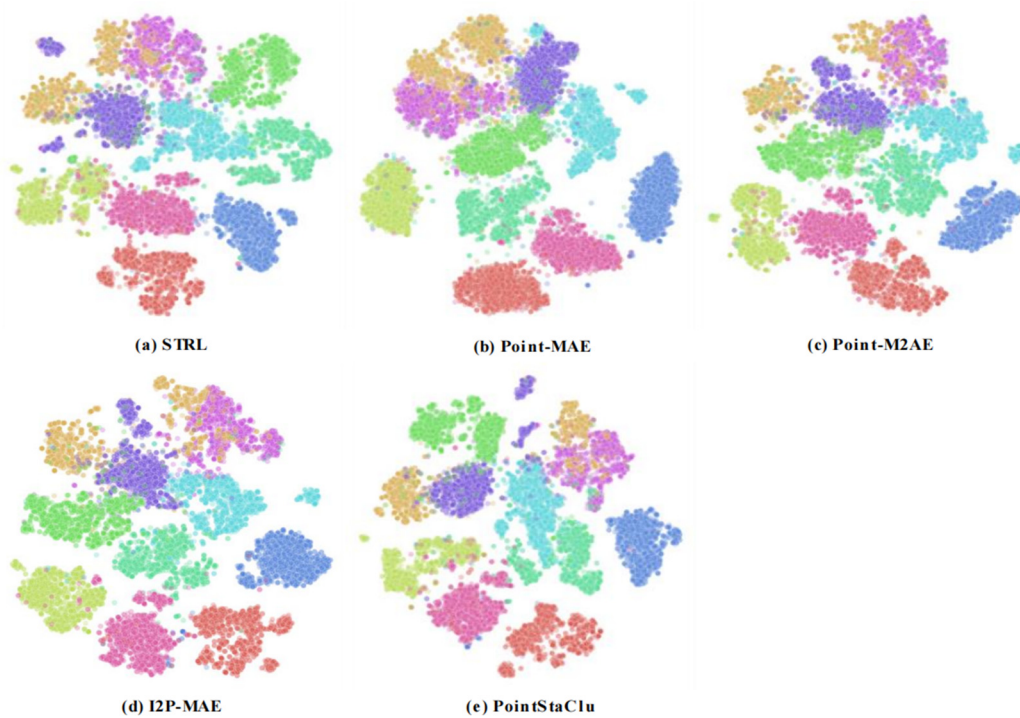 (a) STRL
(b) Point-MAE
(c) Point-M2AE
(d) I2P-MAE
(e) PointStaClu